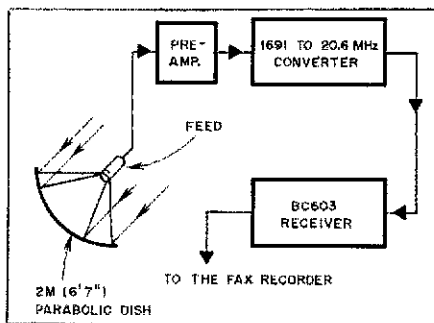 PRE-
AMP.
1691 TO 20.6 MHz
CONVERTER
FEED
BC603
RECEIVER
TO THE FAX RECORDER
2M (6'7")
PARABOLIC DISH